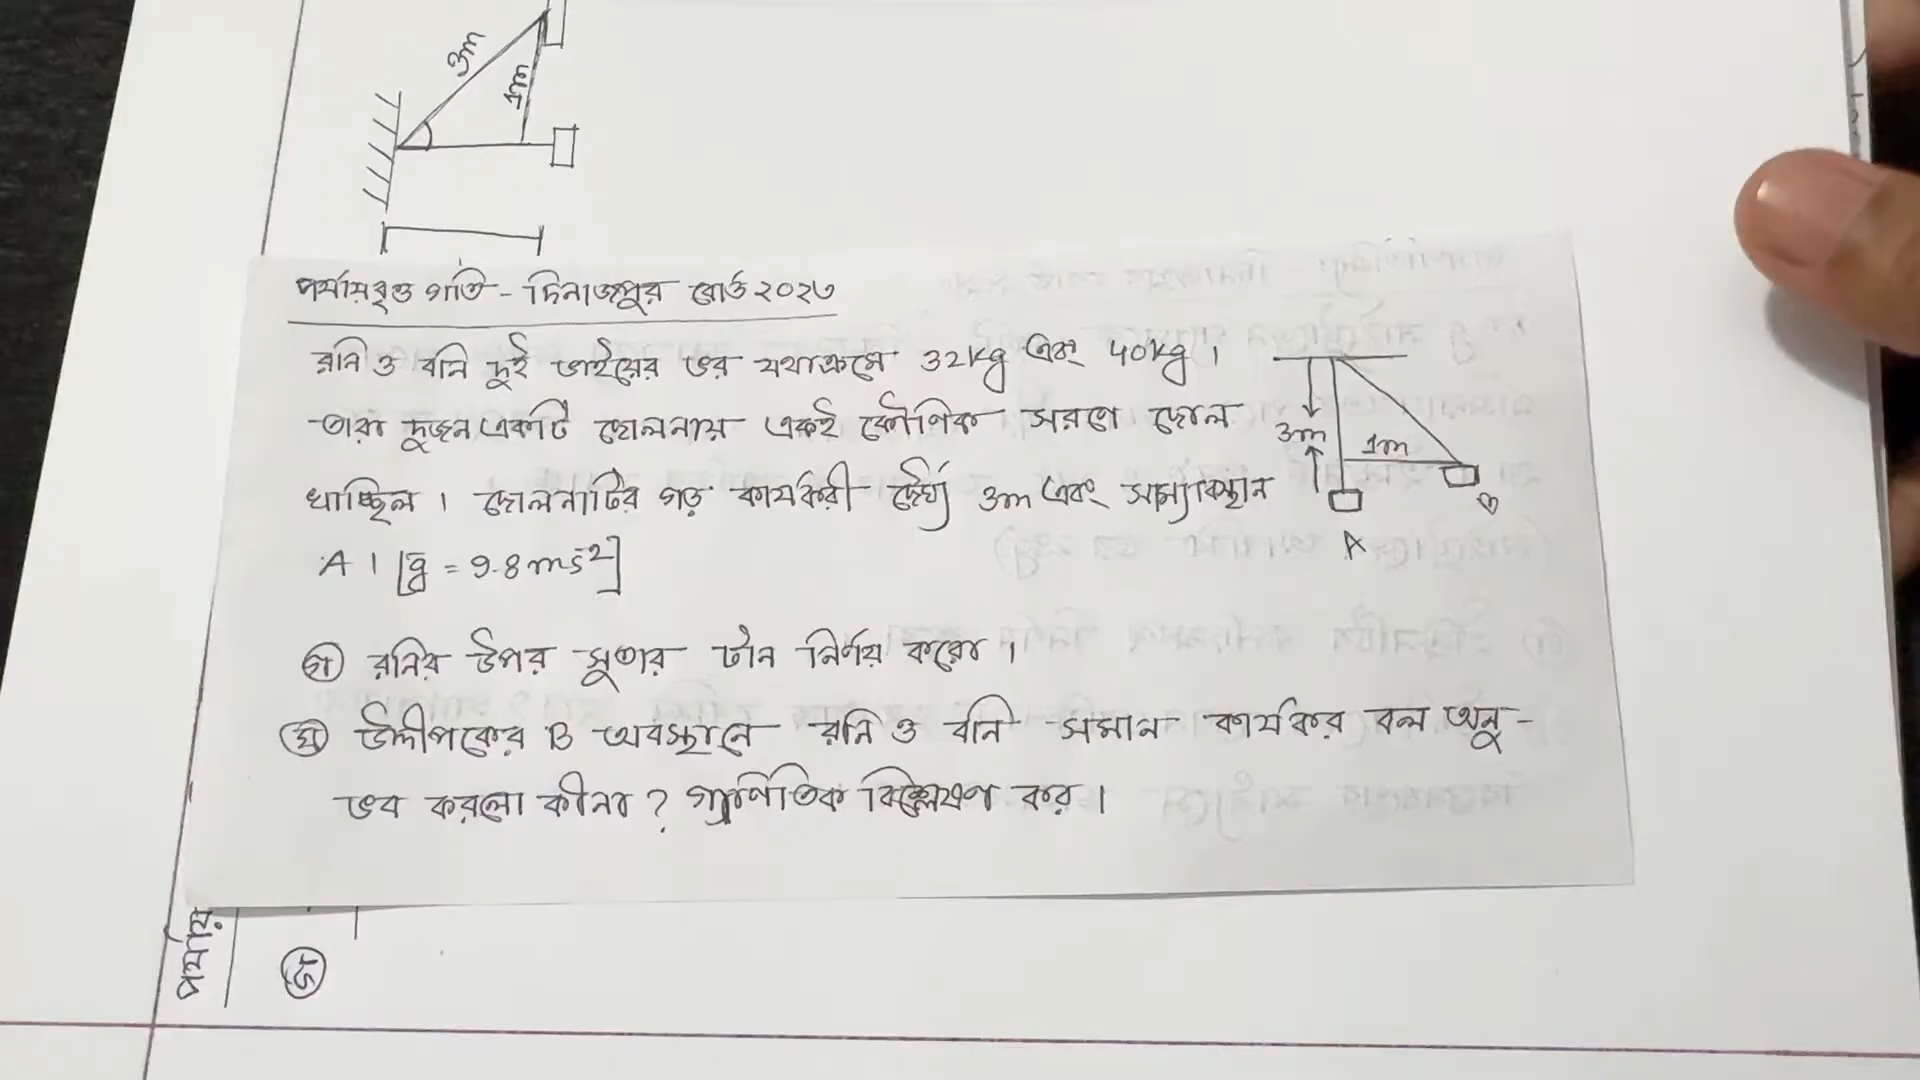 3m
1m
পর্যায়বৃত্ত গতি - দিনাজপুর বোর্ড ২০২৩
রনি ও বনি দুই ভাইয়ের ভর যথাক্রমে 32kg এবং 40kg ।
তারা দুজন একটি দোলনায় একই কৌণিক সরণে দোল
খাচ্ছিল । দোলনাটির গড় কার্যকরী দৈর্ঘ্য 3m এবং সাম্যাবস্থান
A । [g = 9.8 ms⁻²]
3m
1m
B
A
গ রনির উপর সুতার টান নির্ণয় করো ।
ঘ উদ্দীপকের B অবস্থানে রনি ও বনি সমান কার্যকর বল অনু-
ভব করলো কীনা ? গাণিতিক বিশ্লেষণ কর ।
পর্যায়